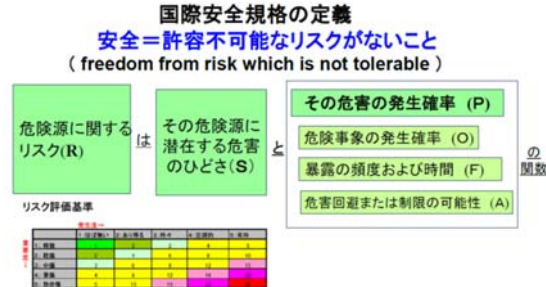 国際安全規格の定義
安全＝許容不可能なリスクがないこと
( freedom from risk which is not tolerable )
危険源に関する
リスク(R)
は
その危険源に
潜在する危害
のひどさ(S)
と
その危害の発生確率 (P)
危険事象の発生確率 (O)
暴露の頻度および時間 (F)
危害回避または制限の可能性 (A)
の
関数
リスク評価基準